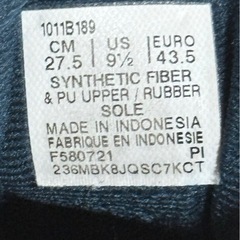 1011B189
CM US EURO
27.5 9½ 43.5
SYNTHETIC FIBER
& PU UPPER / RUBBER
SOLE
MADE IN INDONESIA
FABRIQUE EN INDONESIE
F580721 PI
236MBK8JQSC7KCT